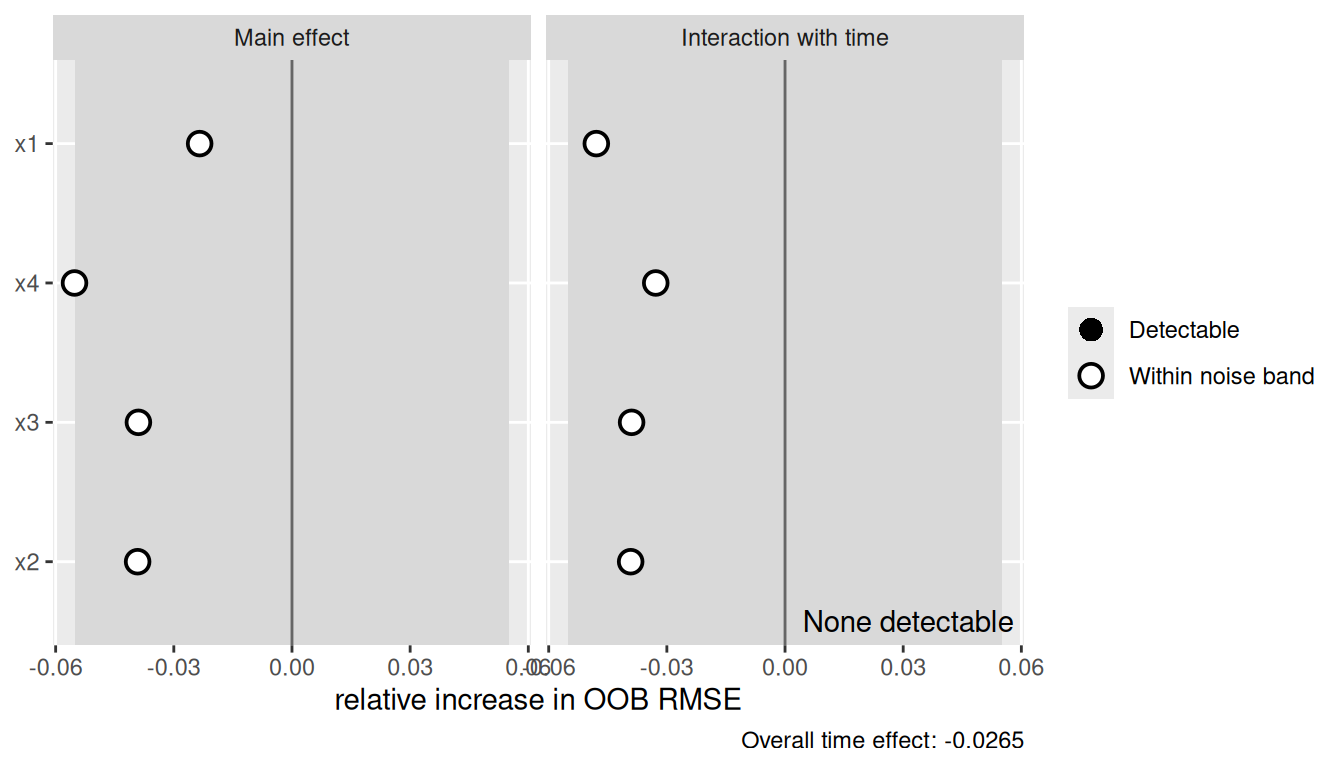 Main effect
Interaction with time
x1
x4
x3
x2
Detectable
Within noise band
None detectable
-0.06 -0.03 0.00 0.03 0.06
-0.06 -0.03 0.00 0.03 0.06
relative increase in OOB RMSE
Overall time effect: -0.0265